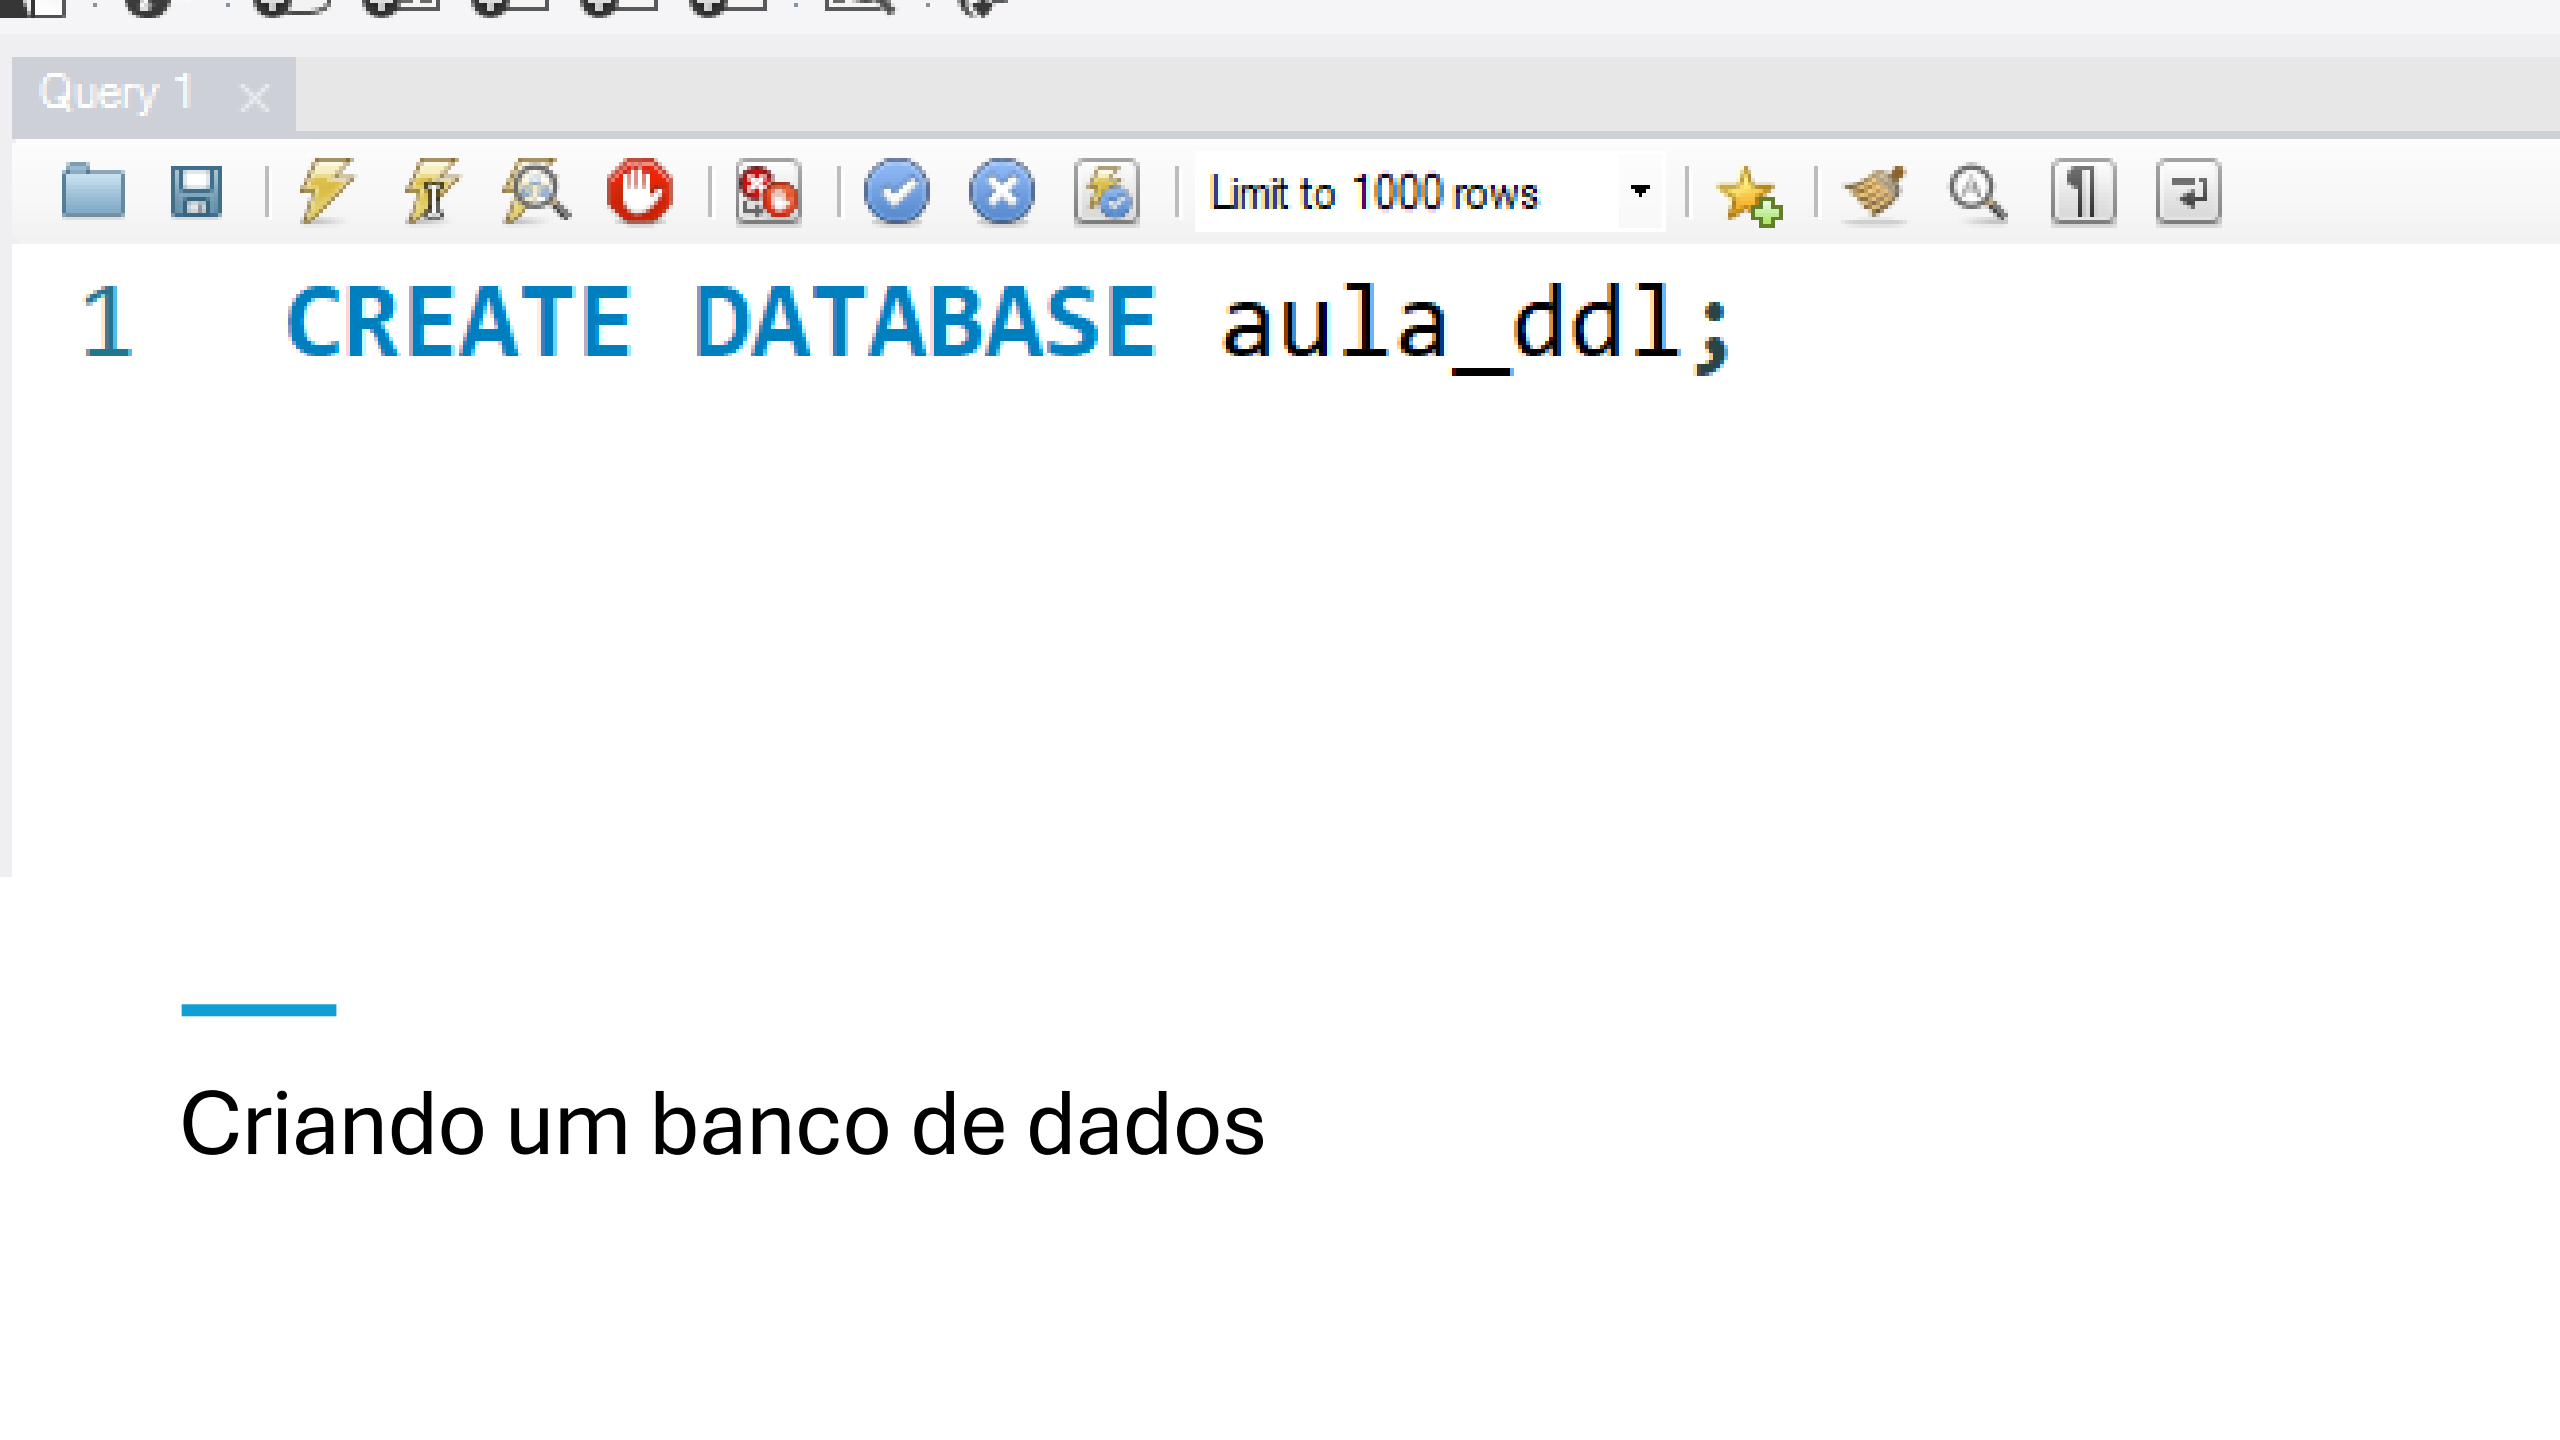 Query 1
Limit to 1000 rows
1 CREATE DATABASE aula_ddl;
Criando um banco de dados